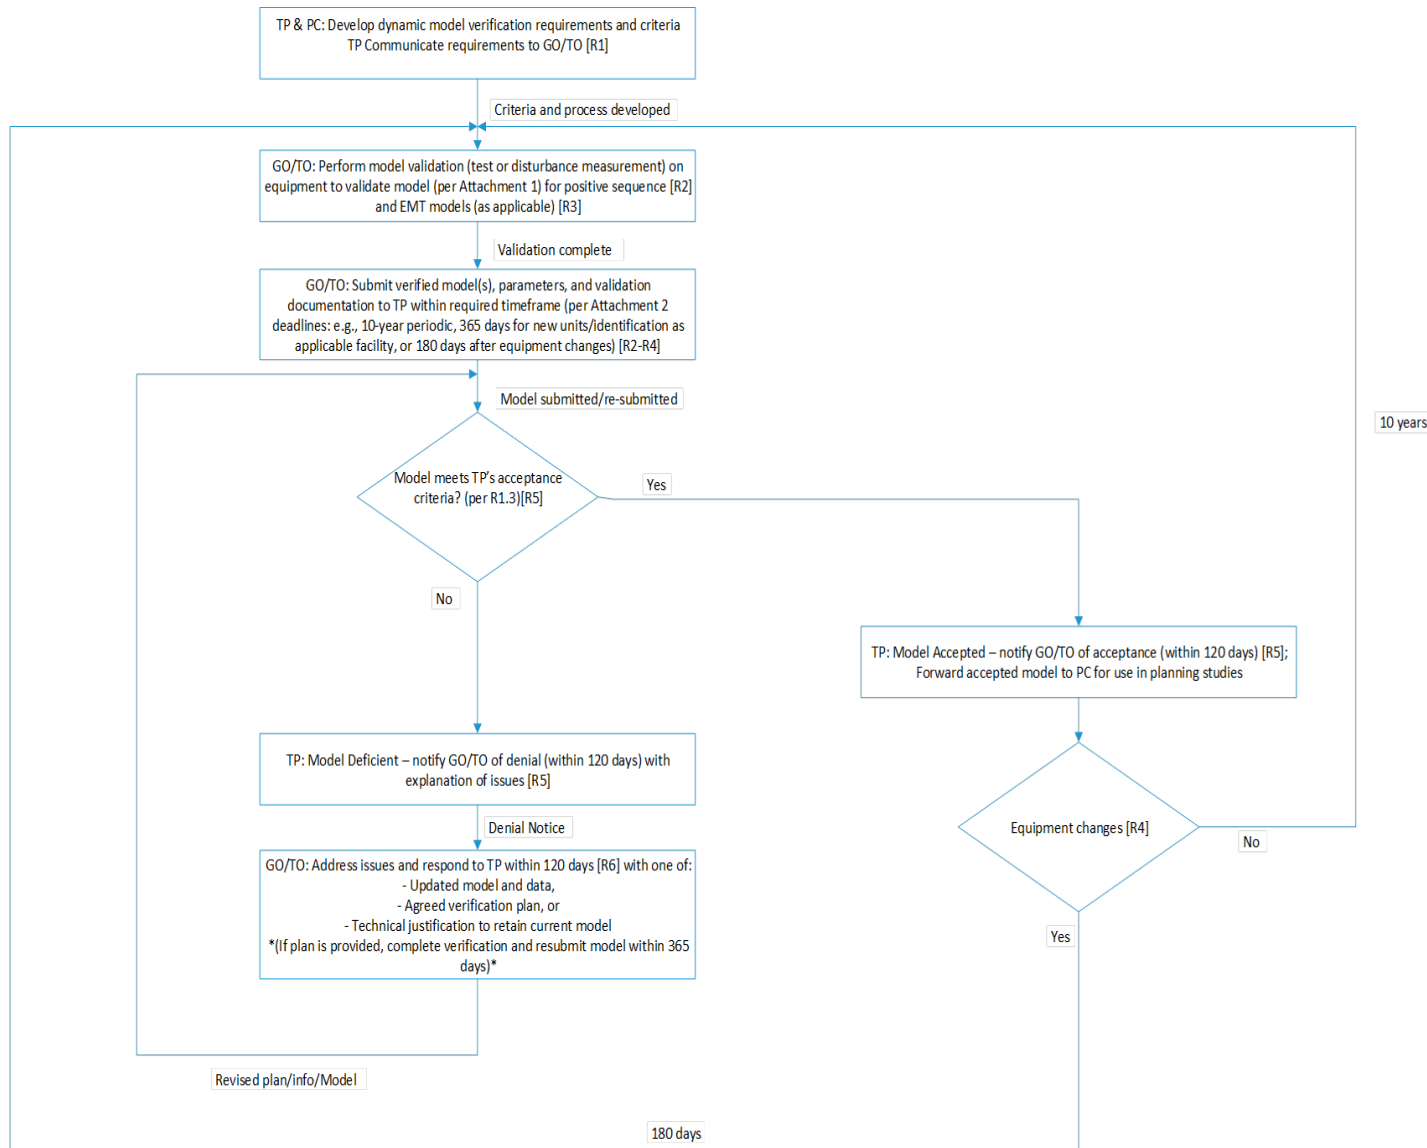 TP & PC: Develop dynamic model verification requirements and criteria
TP Communicate requirements to GO/TO [R1]
Criteria and process developed
GO/TO: Perform model validation (test or disturbance measurement) on
equipment to validate model (per Attachment 1) for positive sequence [R2]
and EMT models (as applicable) [R3]
Validation complete
GO/TO: Submit verified model(s), parameters, and validation
documentation to TP within required timeframe (per Attachment 2
deadlines: e.g., 10-year periodic, 365 days for new units/identification as
applicable facility, or 180 days after equipment changes) [R2-R4]
Model submitted/re-submitted
10 years
Model meets TP’s acceptance
criteria? (per R1.3)[R5]
Yes
No
TP: Model Accepted – notify GO/TO of acceptance (within 120 days) [R5];
Forward accepted model to PC for use in planning studies
TP: Model Deficient – notify GO/TO of denial (within 120 days) with
explanation of issues [R5]
Denial Notice
Equipment changes [R4]
No
GO/TO: Address issues and respond to TP within 120 days [R6] with one of:
- Updated model and data,
- Agreed verification plan, or
- Technical justification to retain current model
*(If plan is provided, complete verification and resubmit model within 365
days)*
Yes
Revised plan/info/Model
180 days